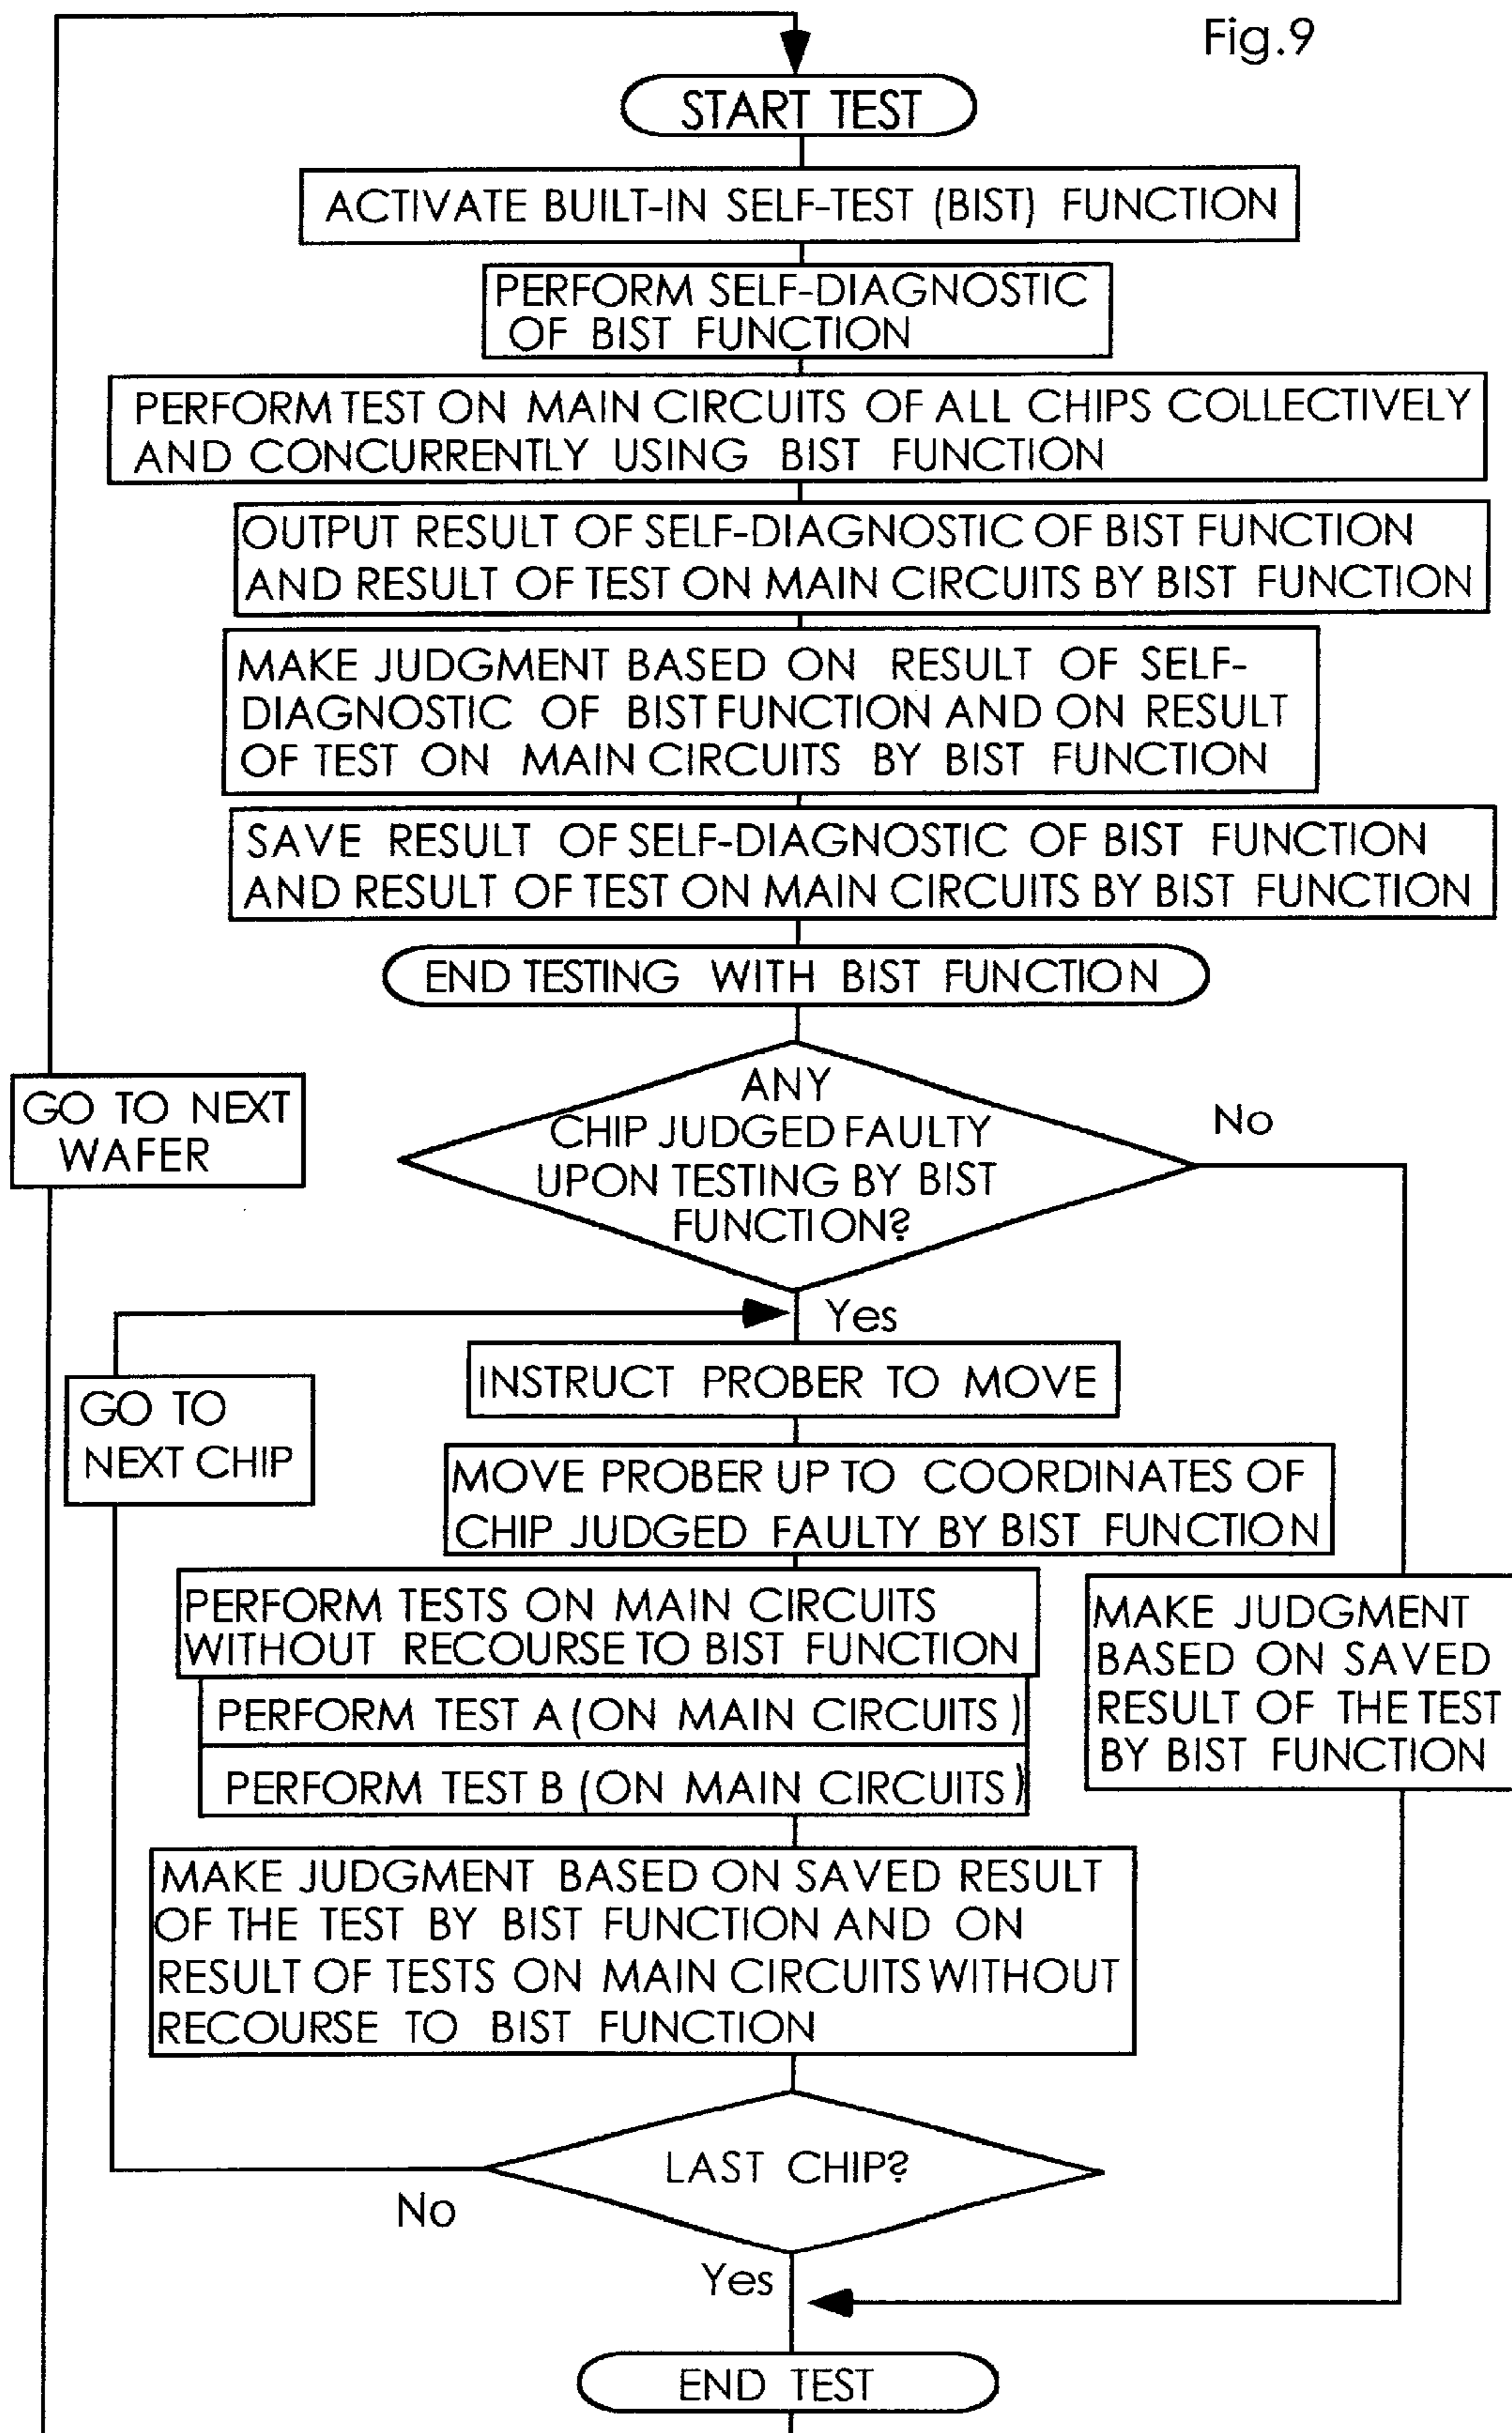 Fig.9
START TEST
ACTIVATE BUILT-IN SELF-TEST (BIST) FUNCTION
PERFORM SELF-DIAGNOSTIC
OF BIST FUNCTION
PERFORM TEST ON MAIN CIRCUITS OF ALL CHIPS COLLECTIVELY
AND CONCURRENTLY USING BIST FUNCTION
OUTPUT RESULT OF SELF-DIAGNOSTIC OF BIST FUNCTION
AND RESULT OF TEST ON MAIN CIRCUITS BY BIST FUNCTION
MAKE JUDGMENT BASED ON RESULT OF SELF-
DIAGNOSTIC OF BIST FUNCTION AND ON RESULT
OF TEST ON MAIN CIRCUITS BY BIST FUNCTION
SAVE RESULT OF SELF-DIAGNOSTIC OF BIST FUNCTION
AND RESULT OF TEST ON MAIN CIRCUITS BY BIST FUNCTION
END TESTING WITH BIST FUNCTION
GO TO NEXT
WAFER
ANY
CHIP JUDGED FAULTY
UPON TESTING BY BIST
FUNCTION?
No
Yes
GO TO
NEXT CHIP
INSTRUCT PROBER TO MOVE
MOVE PROBER UP TO COORDINATES OF
CHIP JUDGED FAULTY BY BIST FUNCTION
PERFORM TESTS ON MAIN CIRCUITS
WITHOUT RECOURSE TO BIST FUNCTION
PERFORM TEST A (ON MAIN CIRCUITS )
PERFORM TEST B (ON MAIN CIRCUITS )
MAKE JUDGMENT
BASED ON SAVED
RESULT OF THE TEST
BY BIST FUNCTION
MAKE JUDGMENT BASED ON SAVED RESULT
OF THE TEST BY BIST FUNCTION AND ON
RESULT OF TESTS ON MAIN CIRCUITS WITHOUT
RECOURSE TO BIST FUNCTION
LAST CHIP?
No
Yes
END TEST